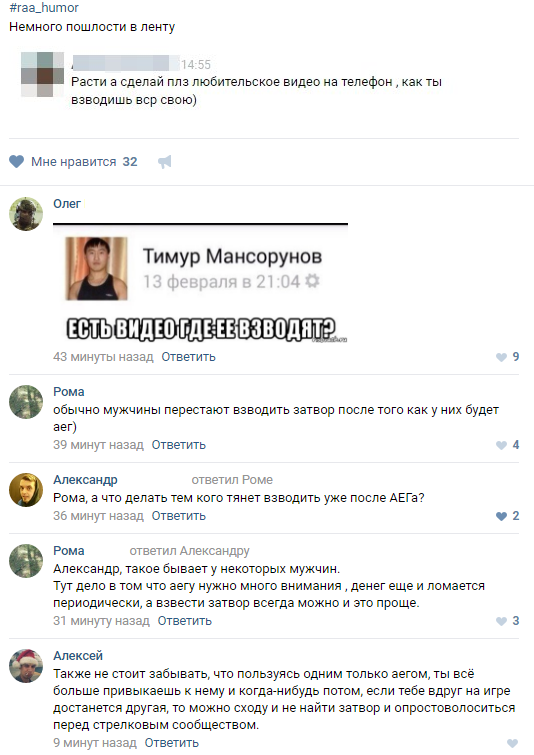 #raa_humor
Немного пошлости в ленту
14:55
Расти а сделай плз любительское видео на телефон , как ты
взводишь вср свою)
Мне нравится 32
Олег
Тимур Мансорунов
13 февраля в 21:04
ЕСТЬ ВИДЕО ГДЕ ЕЕ ВЗВОДЯТ?
43 минуты назад Ответить 9
Рома
обычно мужчины перестают взводить затвор после того как у них будет
аег)
39 минут назад Ответить 4
Александр ответил Роме
Рома, а что делать тем кого тянет взводить уже после АЕГа?
36 минут назад Ответить 2
Рома ответил Александру
Александр, такое бывает у некоторых мужчин.
Тут дело в том что аегу нужно много внимания , денег еще и ломается
периодически, а взвести затвор всегда можно и это проще.
31 минуту назад Ответить 3
Алексей
Также не стоит забывать, что пользуясь одним только аегом, ты всё
больше привыкаешь к нему и когда-нибудь потом, если тебе вдруг на игре
достанется другая, то можно сходу и не найти затвор и опростоволоситься
перед стрелковым сообществом.
9 минут назад Ответить